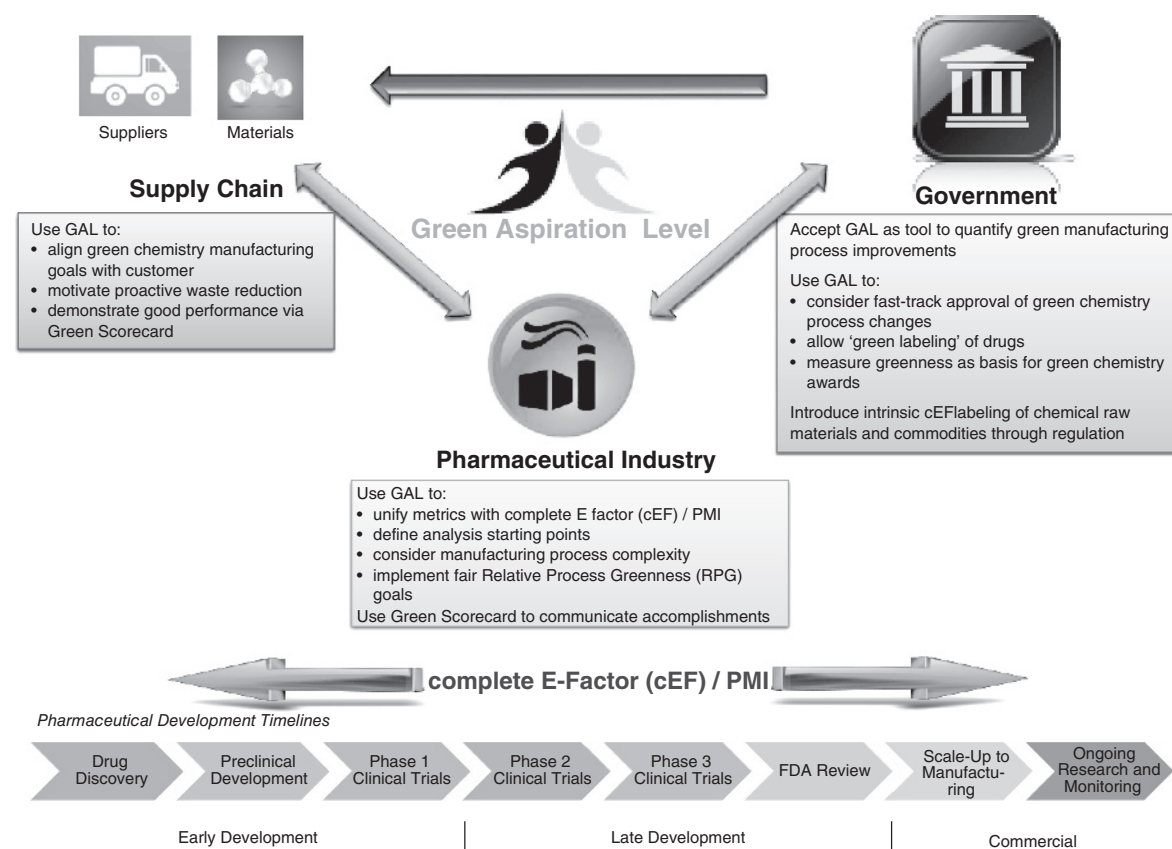 Suppliers
Materials
Supply Chain
Use GAL to:
• align green chemistry manufacturing
goals with customer
• motivate proactive waste reduction
• demonstrate good performance via
Green Scorecard
Green Aspiration Level
Government
Accept GAL as tool to quantify green manufacturing
process improvements
Use GAL to:
• consider fast-track approval of green chemistry
process changes
• allow ‘green labeling’ of drugs
• measure greenness as basis for green chemistry
awards
Introduce intrinsic cEFlabeling of chemical raw
materials and commodities through regulation
Pharmaceutical Industry
Use GAL to:
• unify metrics with complete E factor (cEF) / PMI
• define analysis starting points
• consider manufacturing process complexity
• implement fair Relative Process Greenness (RPG)
goals
Use Green Scorecard to communicate accomplishments
complete E-Factor (cEF) / PMI
Pharmaceutical Development Timelines
Drug
Discovery
Preclinical
Development
Phase 1
Clinical Trials
Phase 2
Clinical Trials
Phase 3
Clinical Trials
FDA Review
Scale-Up to
Manufactu-
ring
Ongoing
Research and
Monitoring
Early Development
Late Development
Commercial